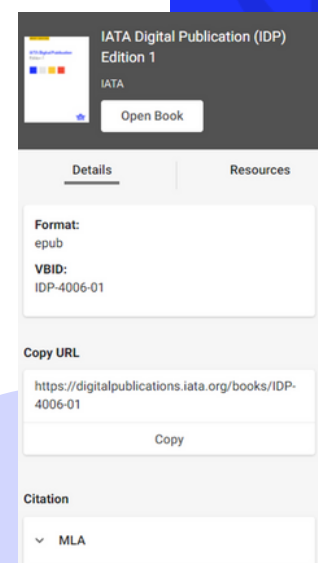 IATA Digital Publication (IDP)
Edition 1
IATA
Open Book
Details
Resources
Format:
epub
VBID:
IDP-4006-01
Copy URL
https://digitalpublications.iata.org/books/IDP-
4006-01
Copy
Citation
MLA